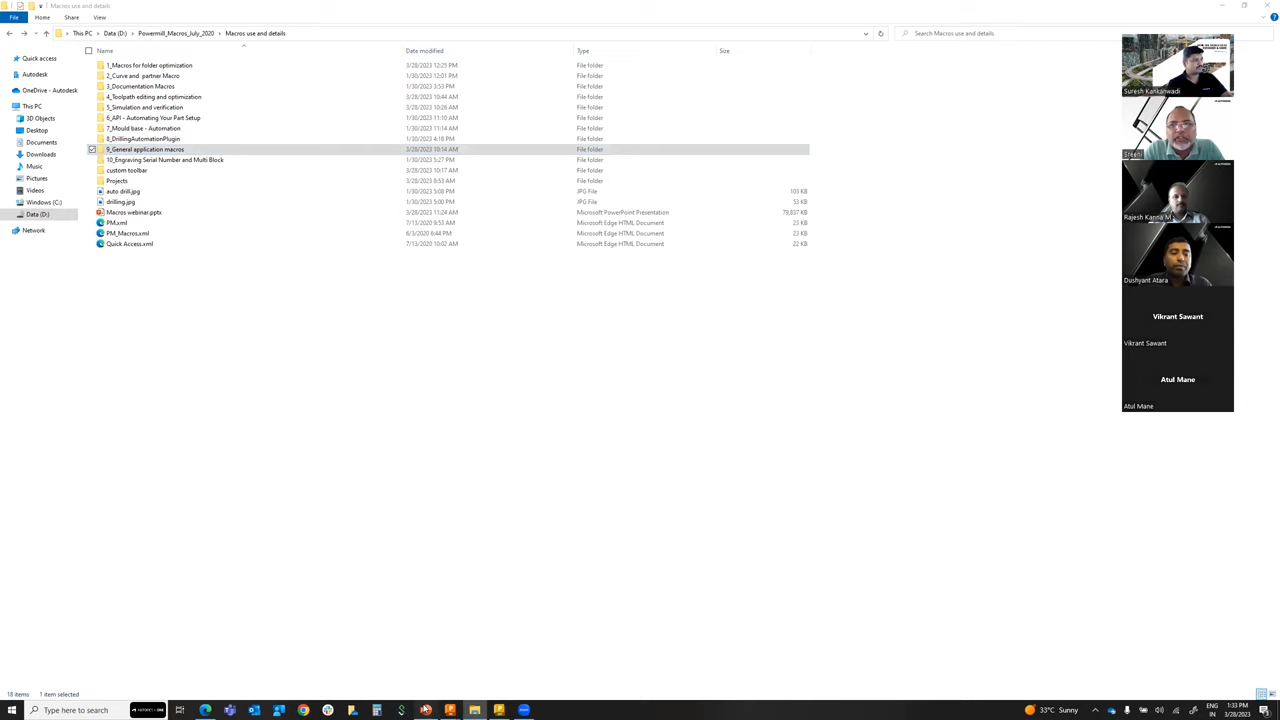 Macros use and details
File Home Share View
This PC Data (D:) Powermill_Macros_July_2020 Macros use and details
Search Macros use and details
Name Date modified Type Size
Quick access
Autodesk
OneDrive - Autodesk
This PC
3D Objects
Desktop
Documents
Downloads
Music
Pictures
Videos
Windows (C:)
Data (D:)
Network
1_Macros for folder optimization 3/28/2023 12:25 PM File folder
2_Curve and partner Macro 1/30/2023 12:01 PM File folder
3_Documentation Macros 1/30/2023 3:53 PM File folder
4_Toolpath editing and optimization 3/28/2023 10:44 AM File folder
5_Simulation and verification 3/28/2023 10:26 AM File folder
6_API - Automating Your Part Setup 1/30/2023 11:10 AM File folder
7_Mould base - Automation 1/30/2023 11:14 AM File folder
8_DrillingAutomationPlugin 1/30/2023 4:18 PM File folder
9_General application macros 3/28/2023 10:14 AM File folder
10_Engraving Serial Number and Multi Block 1/30/2023 5:27 PM File folder
custom toolbar 3/28/2023 10:17 AM File folder
Projects 3/28/2023 8:53 AM File folder
auto drill.jpg 1/30/2023 5:08 PM JPG File 103 KB
drilling.jpg 1/30/2023 5:00 PM JPG File 53 KB
Macros webinar.pptx 3/28/2023 11:24 AM Microsoft PowerPoint Presentation 79,837 KB
PM.xml 7/13/2020 9:53 AM Microsoft Edge HTML Document 23 KB
PM_Macros.xml 6/3/2020 6:44 PM Microsoft Edge HTML Document 23 KB
Quick Access.xml 7/13/2020 10:02 AM Microsoft Edge HTML Document 22 KB
Suresh Kankanwadi
Sreeni
Rajesh Kanna M
Dushyant Atara
Vikrant Sawant
Vikrant Sawant
Atul Mane
Atul Mane
18 items 1 item selected
Type here to search
33°C Sunny
ENG
IN
1:33 PM
3/28/2023